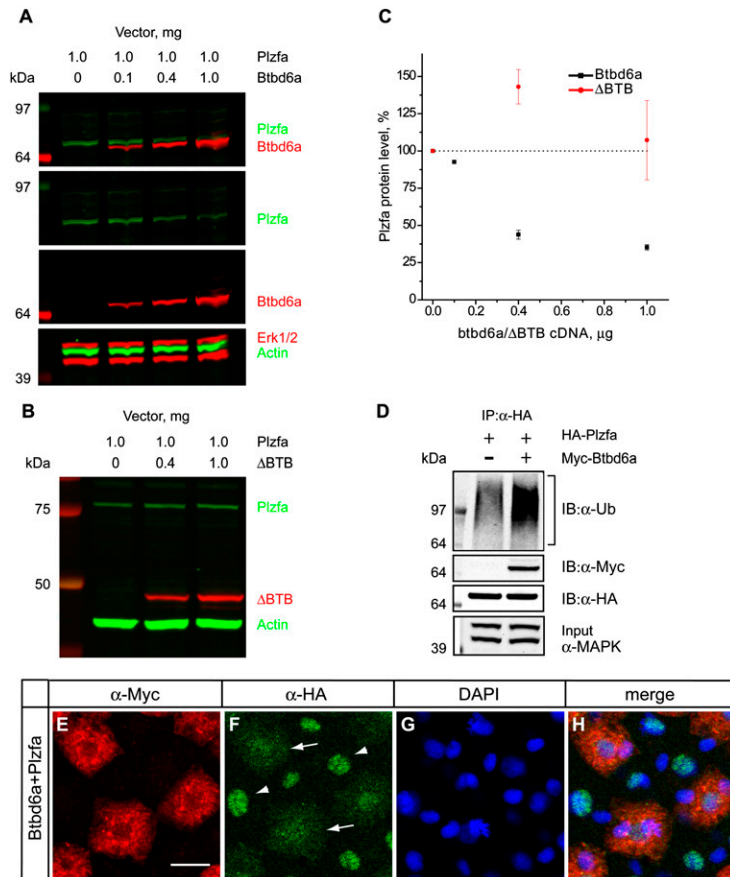 A
Vector, mg
1.0 1.0 1.0 1.0 Plzfa
kDa 0 0.1 0.4 1.0 Btbd6a
97
Plzfa
Btbd6a
64
97
Plzfa
Btbd6a
64
Erk1/2
Actin
39
B
Vector, mg
1.0 1.0 1.0 Plzfa
kDa 0 0.4 1.0 ΔBTB
75
Plzfa
50
ΔBTB
Actin
C
Btbd6a
ΔBTB
150
125
100
75
50
25
0
Plzfa protein level, %
0.0 0.2 0.4 0.6 0.8 1.0
btbd6a/ΔBTB cDNA, μg
D
IP:α-HA
+ + HA-Plzfa
kDa - + Myc-Btbd6a
97
IB:α-Ub
64
64
IB:α-Myc
64
IB:α-HA
Input
α-MAPK
39
α-Myc α-HA DAPI merge
Btbd6a+Plzfa
E F G H